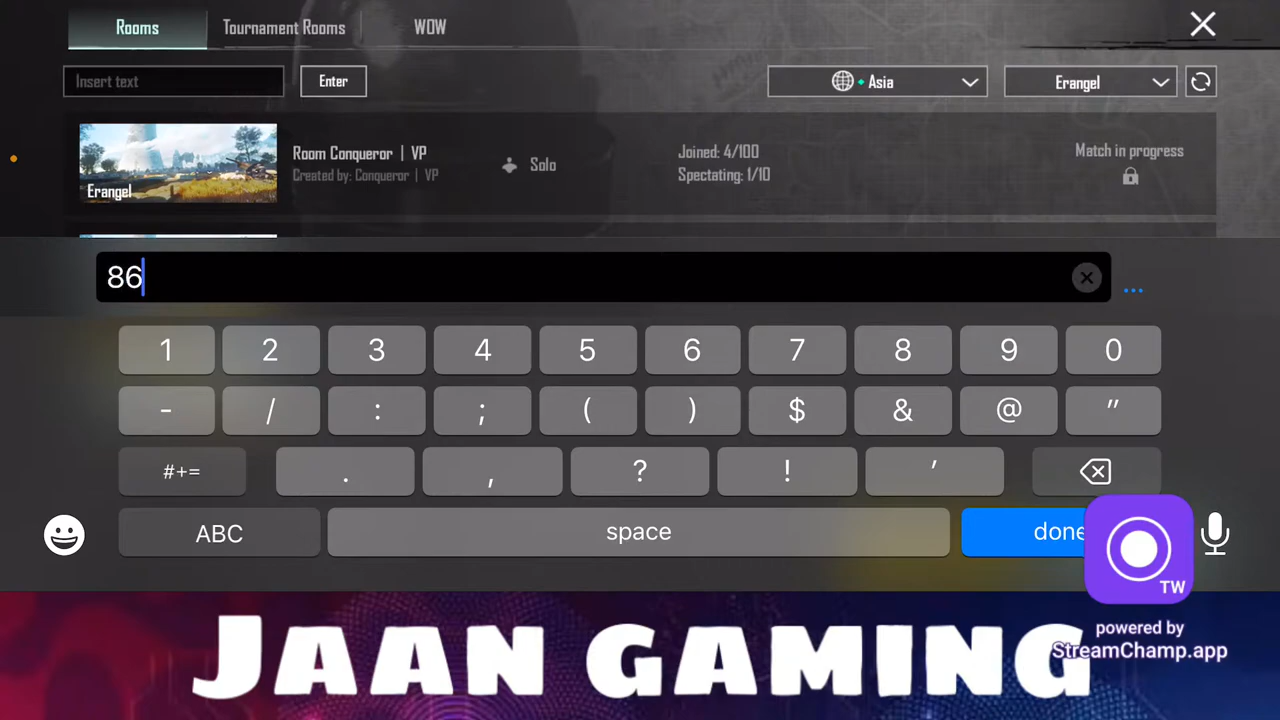 Rooms
Tournament Rooms
WOW
Insert text
Enter
Asia
Erangel
Erangel
Room Conqueror | VP
Created by: Conqueror | VP
Solo
Joined: 4/100
Spectating: 1/10
Match in progress
86
...
1 2 3 4 5 6 7 8 9 0
- / : ; ( ) $ & @ "
#+= . , ? ! '
ABC space done
TW
powered by
StreamChamp.app
JAAN GAMING